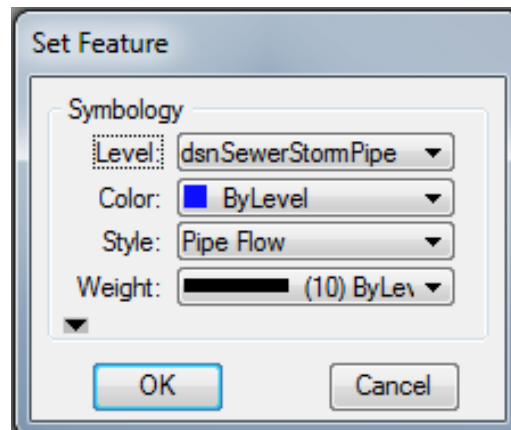 Set Feature
Symbology
Level: dsnSewerStormPipe
Color: ByLevel
Style: Pipe Flow
Weight: (10) ByLev
OK Cancel